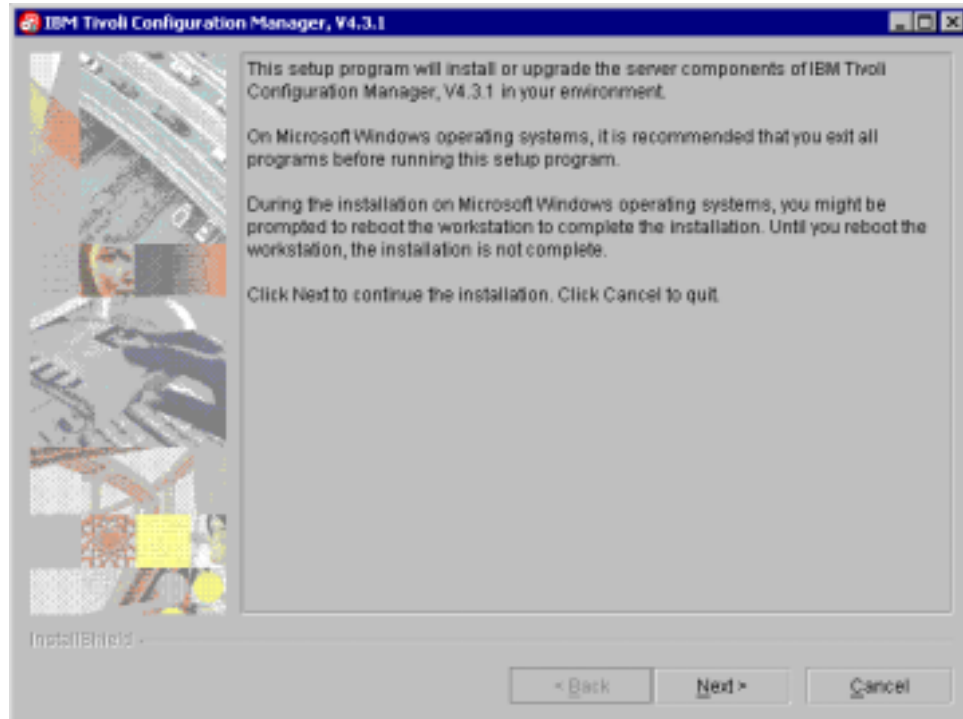 IBM Tivoli Configuration Manager, V4.3.1
This setup program will install or upgrade the server components of IBM Tivoli
Configuration Manager, V4.3.1 in your environment.
On Microsoft Windows operating systems, it is recommended that you exit all
programs before running this setup program.
During the installation on Microsoft Windows operating systems, you might be
prompted to reboot the workstation to complete the installation. Until you reboot the
workstation, the installation is not complete.
Click Next to continue the installation. Click Cancel to quit.
InstallShield
< Back
Next >
Cancel